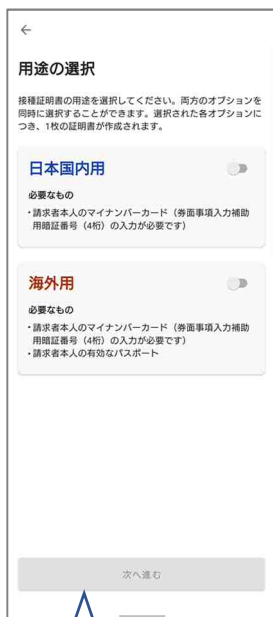 用途の選択
接種証明書の用途を選択してください。両方のオプションを
同時に選択することができます。選択された各オプションに
つき、1枚の証明書が作成されます。
日本国内用
必要なもの
・請求者本人のマイナンバーカード（券面事項入力補助
用暗証番号（4桁）の入力が必要です）
海外用
必要なもの
・請求者本人のマイナンバーカード（券面事項入力補助
用暗証番号（4桁）の入力が必要です）
・請求者本人の有効なパスポート
次へ進む